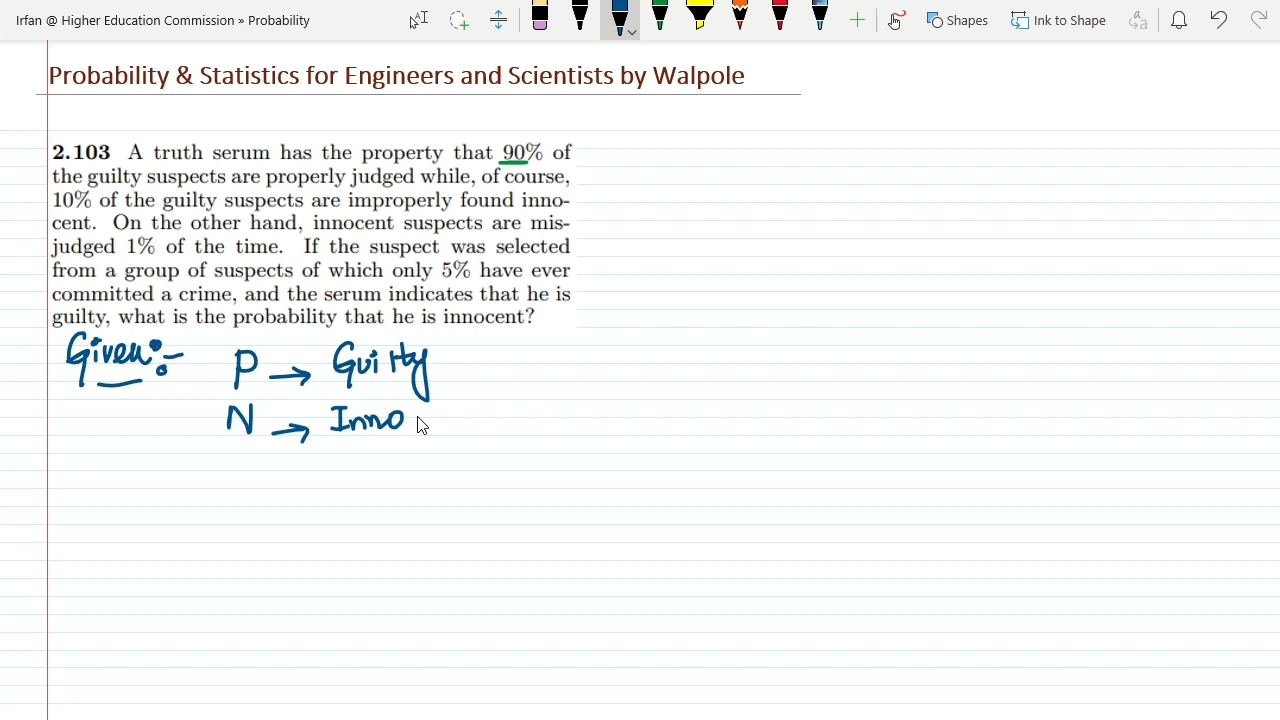 Irfan @ Higher Education Commission » Probability
Shapes
Ink to Shape
Probability & Statistics for Engineers and Scientists by Walpole
2.103 A truth serum has the property that 90% of
the guilty suspects are properly judged while, of course,
10% of the guilty suspects are improperly found inno-
cent. On the other hand, innocent suspects are mis-
judged 1% of the time. If the suspect was selected
from a group of suspects of which only 5% have ever
committed a crime, and the serum indicates that he is
guilty, what is the probability that he is innocent?
Given:-
P → Guilty
N → Inno